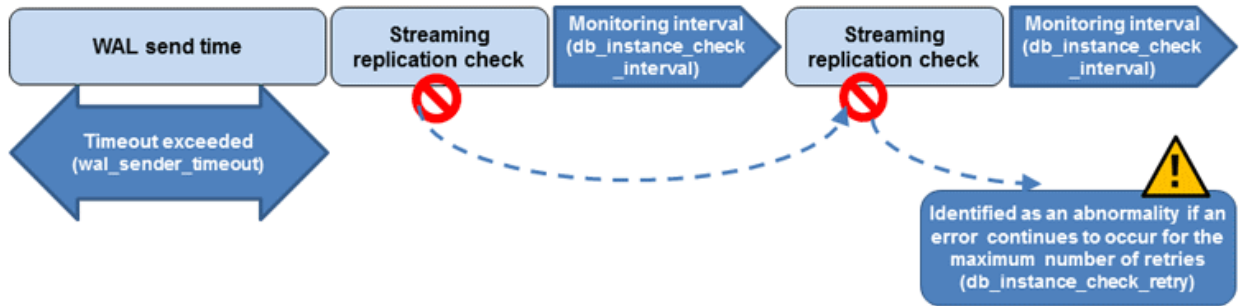 WAL send time
Timeout exceeded
(wal_sender_timeout)
Streaming
replication check
Monitoring interval
(db_instance_check
_interval)
Streaming
replication check
Monitoring interval
(db_instance_check
_interval)
!
Identified as an abnormality if an
error continues to occur for the
maximum number of retries
(db_instance_check_retry)